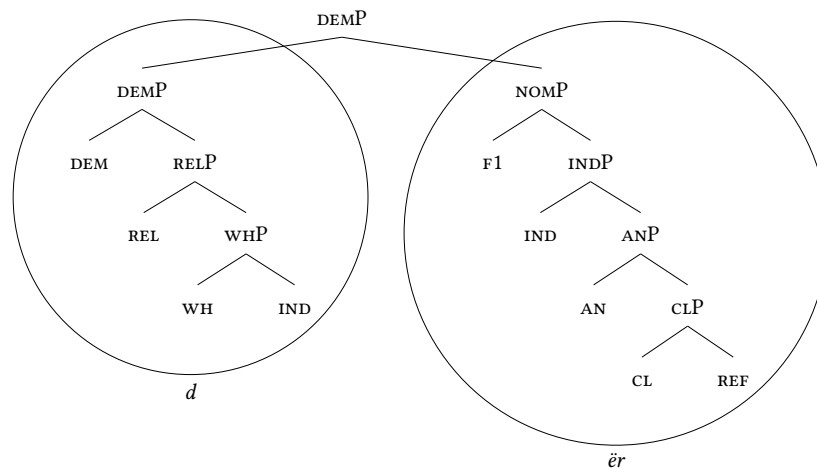 DEMP
DEMP NOMP
DEM RELP F1 INDP
REL WHP IND ANP
WH IND AN CLP
CL REF
d
ër